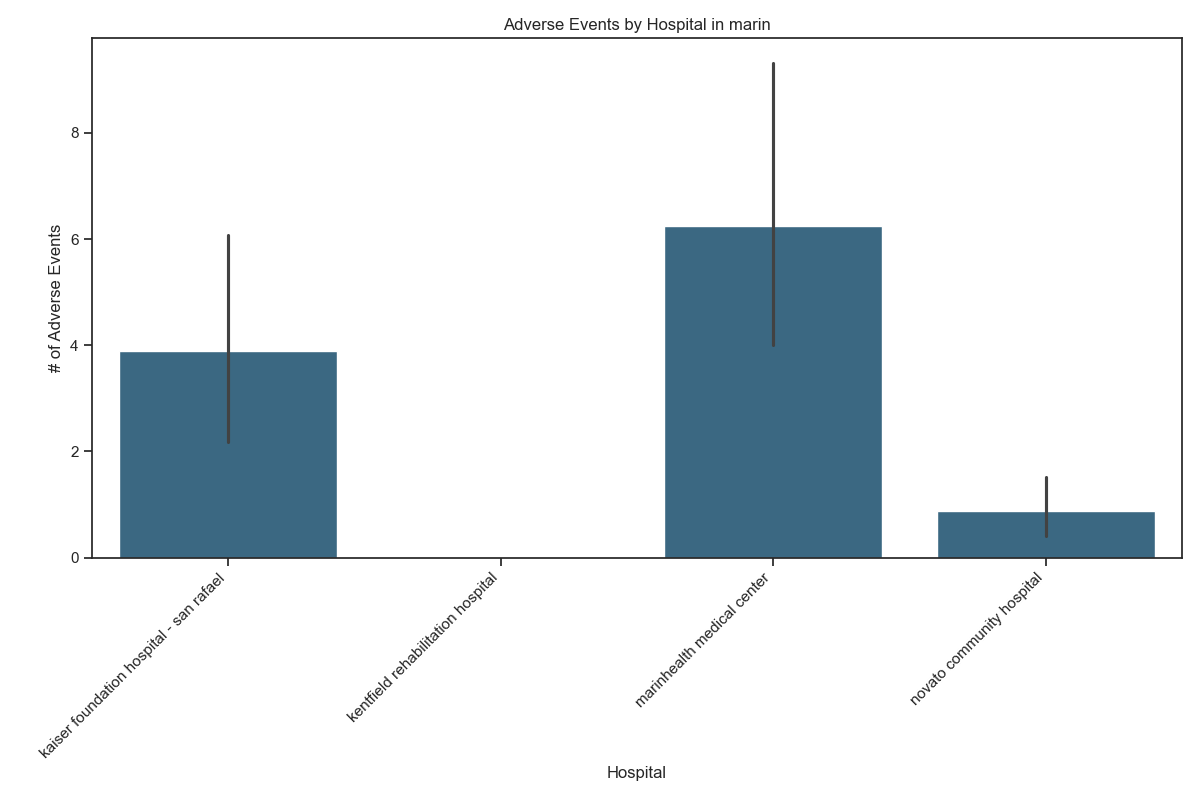 Adverse Events by Hospital in marin
# of Adverse Events
8
6
4
2
0
kaiser foundation hospital - san rafael
kentfield rehabilitation hospital
marinhealth medical center
novato community hospital
Hospital